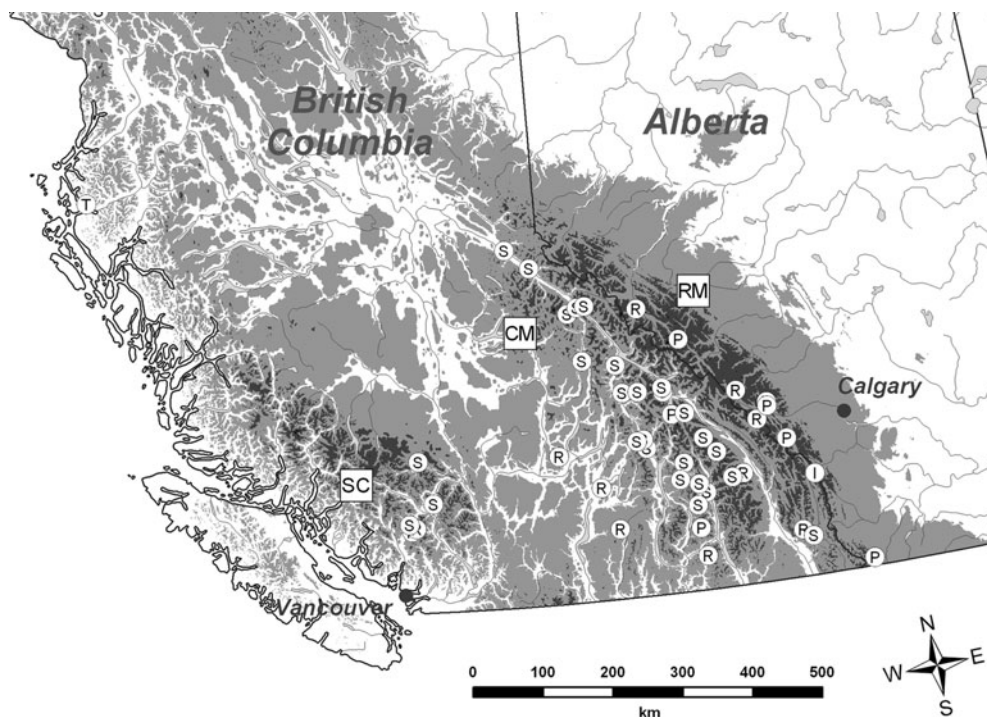 British
Columbia
Alberta
T
S
S
RM
S S
R
CM
P
S
S
S S S R
Calgary
P
P S R
S P
S
S
R
S S
S R I
SC
S S
R
S S
S R P R S
R P
Vancouver
N
W E
S
0 100 200 300 400 500
km